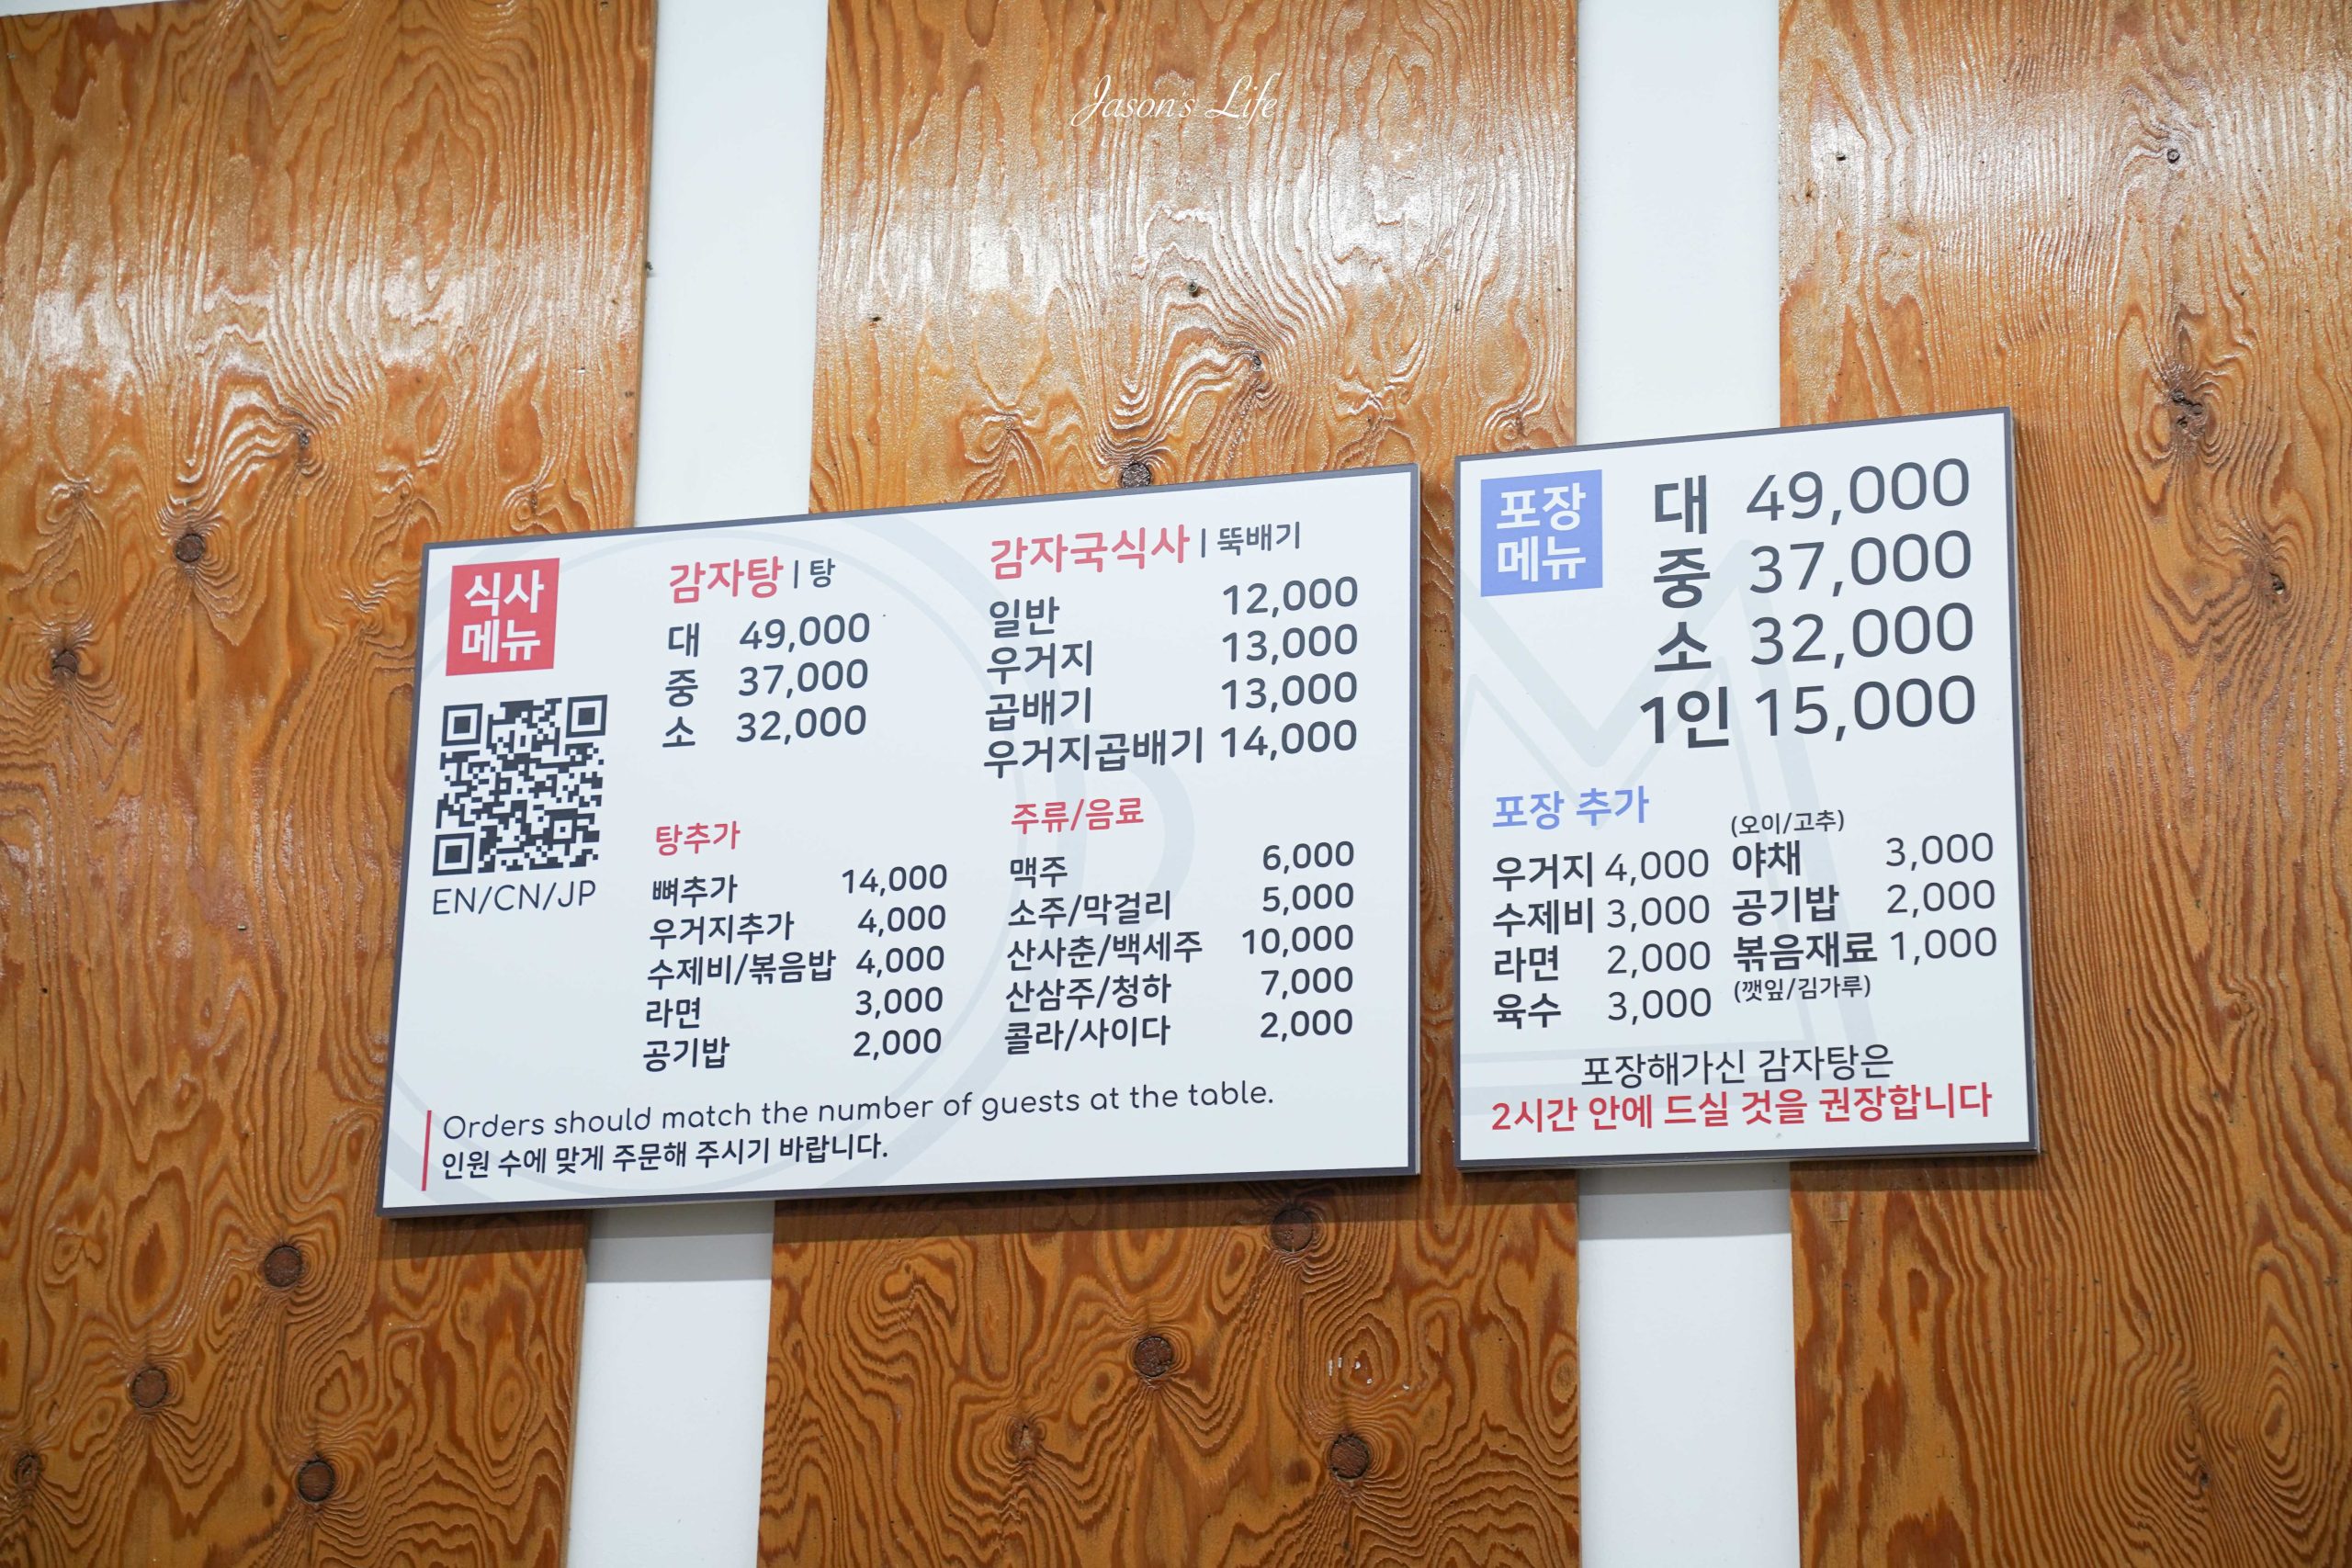 Jason's Life
식사
메뉴
EN/CN/JP
감자탕 | 탕
대 49,000
중 37,000
소 32,000
감자국식사 | 뚝배기
일반 12,000
우거지 13,000
곱배기 13,000
우거지곱배기 14,000
탕추가
뼈추가 14,000
우거지추가 4,000
수제비/볶음밥 4,000
라면 3,000
공기밥 2,000
주류/음료
맥주 6,000
소주/막걸리 5,000
산사춘/백세주 10,000
산삼주/청하 7,000
콜라/사이다 2,000
Orders should match the number of guests at the table.
인원 수에 맞게 주문해 주시기 바랍니다.
포장
메뉴
대 49,000
중 37,000
소 32,000
1인 15,000
포장 추가
우거지 4,000
수제비 3,000
라면 2,000
육수 3,000
(오이/고추)
야채 3,000
공기밥 2,000
볶음재료 1,000
(깻잎/김가루)
포장해가신 감자탕은
2시간 안에 드실 것을 권장합니다